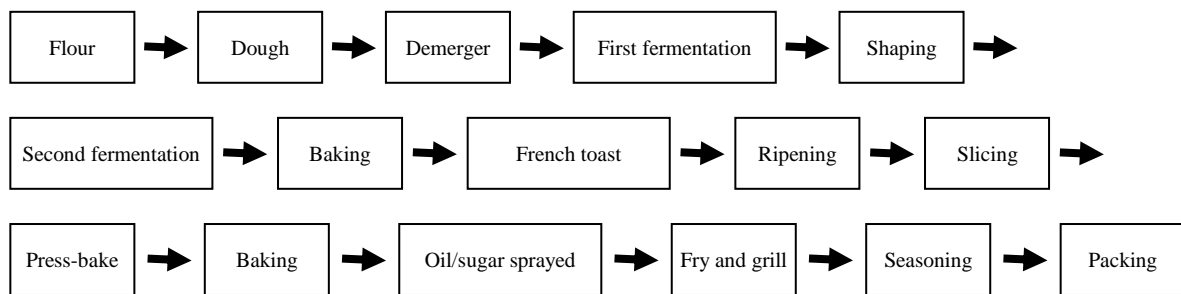 Flour
Dough
Demerger
First fermentation
Shaping
Second fermentation
Baking
French toast
Ripening
Slicing
Press-bake
Baking
Oil/sugar sprayed
Fry and grill
Seasoning
Packing